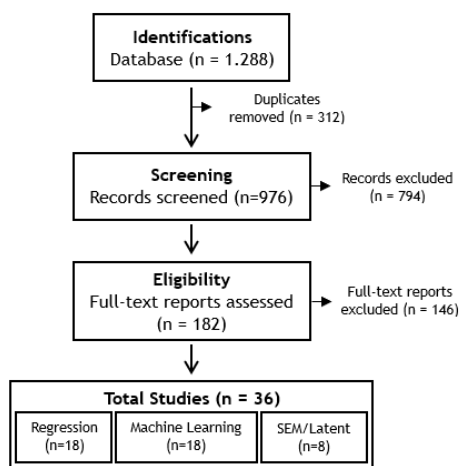 Identifications
Database (n = 1.288)
Duplicates
removed (n = 312)
Screening
Records screened (n=976)
Records excluded
(n = 794)
Eligibility
Full-text reports assessed
(n = 182)
Full-text reports
excluded (n = 146)
Total Studies (n = 36)
Regression
(n=18)
Machine Learning
(n=18)
SEM/Latent
(n=8)